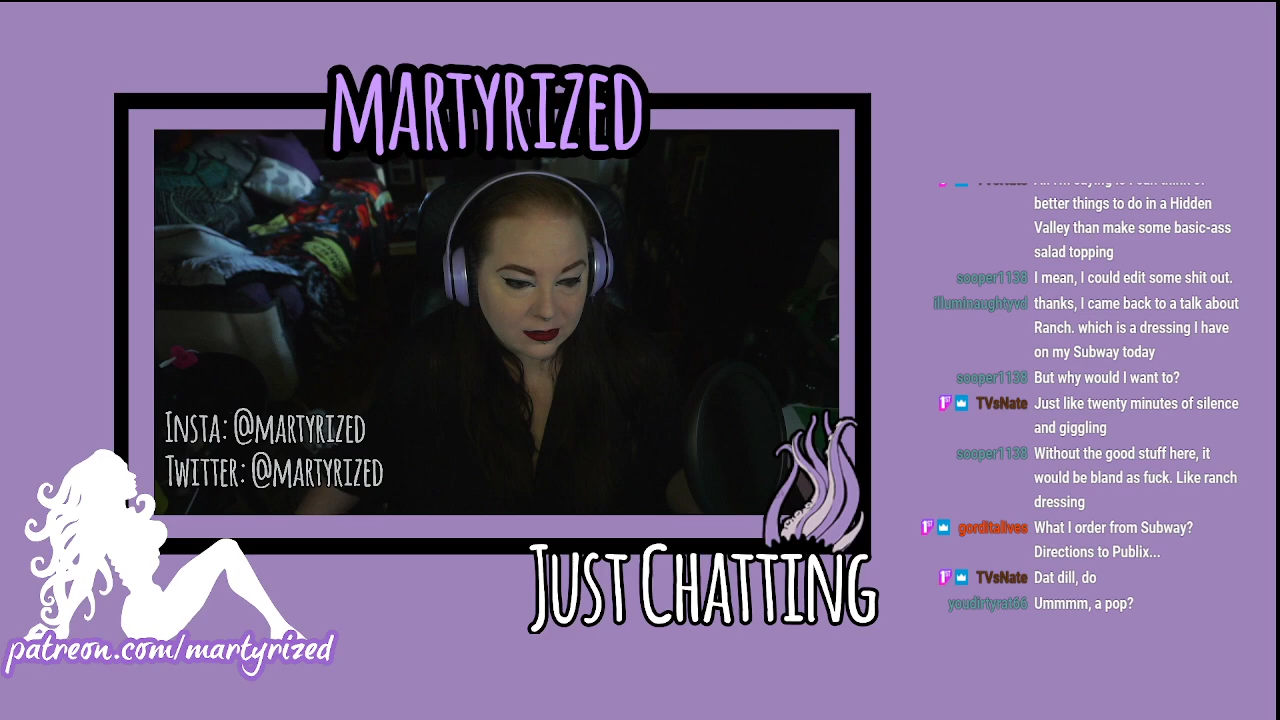 MARTYRIZED
INSTA: @MARTYRIZED
TWITTER: @MARTYRIZED
JUST CHATTING
patreon.com/martyrized
better things to do in a Hidden
Valley than make some basic-ass
salad topping
sooper1138 I mean, I could edit some shit out.
illuminaughtyvd thanks, I came back to a talk about
Ranch. which is a dressing I have
on my Subway today
sooper1138 But why would I want to?
TVsNate Just like twenty minutes of silence
and giggling
sooper1138 Without the good stuff here, it
would be bland as fuck. Like ranch
dressing
gorditalives What I order from Subway?
Directions to Publix...
TVsNate Dat dill, do
youdirtyrat66 Ummmm, a pop?